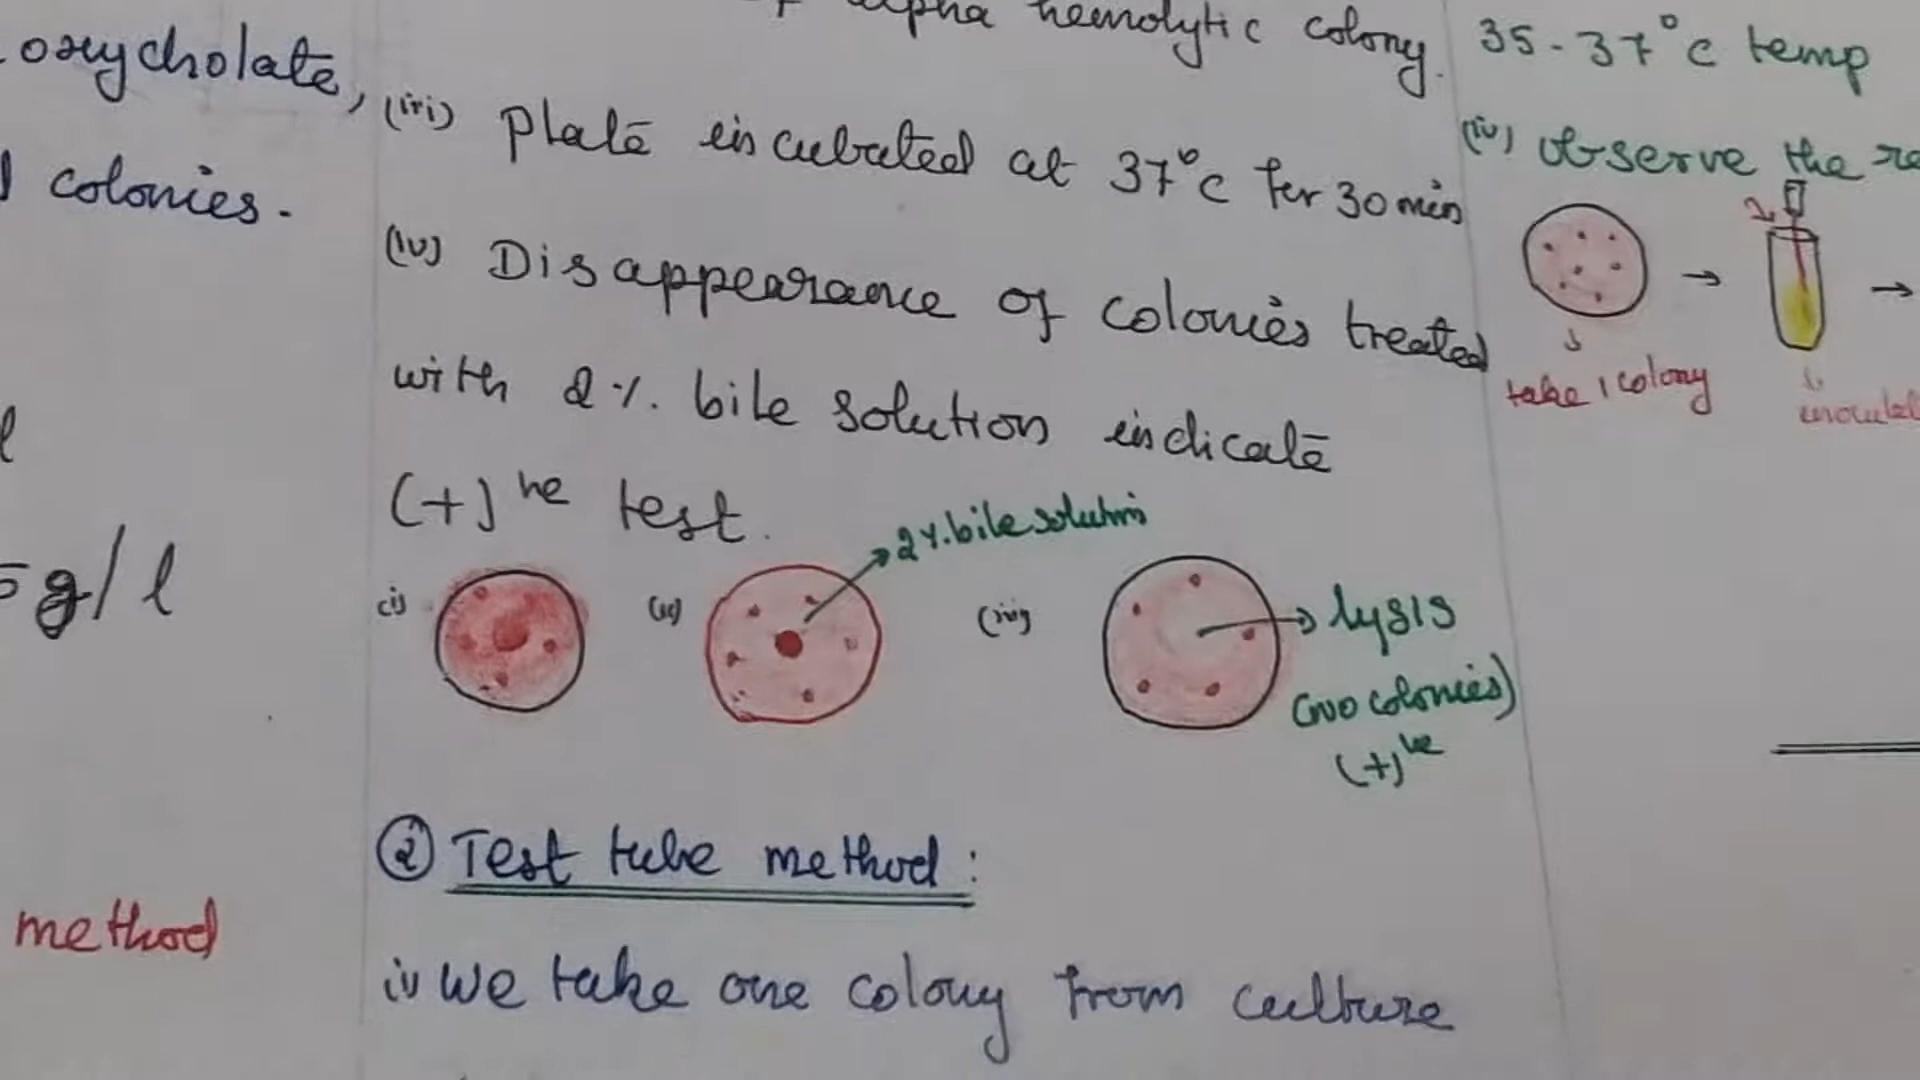 oxycholate,
colonies.
g/l
method
alpha hemolytic colony.
(iii) Plate incubated at 37°c for 30 min
(iv) Disappearance of colonies treated
with 2%. bile solution indicate
(+)ve test.
2%. bile solution
(i)
(ii)
(iii)
lysis
(no colonies)
(+)ve
② Test tube method:
(i) We take one colony from culture
35-37°c temp
(iv) observe the re
take 1 colony